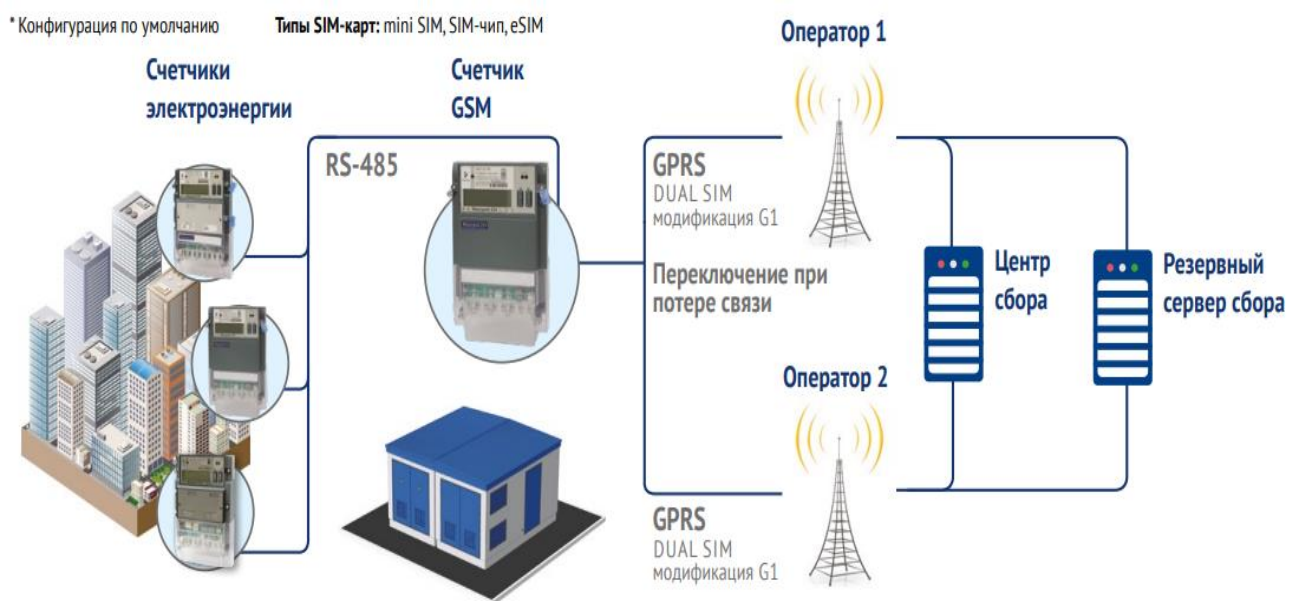 * Конфигурация по умолчанию
Типы SIM-карт: mini SIM, SIM-чип, eSIM
Счетчики
электроэнергии
Счетчик
GSM
Оператор 1
RS-485
GPRS
DUAL SIM
модификация G1
Переключение при
потере связи
Центр
сбора
Резервный
сервер сбора
Оператор 2
GPRS
DUAL SIM
модификация G1